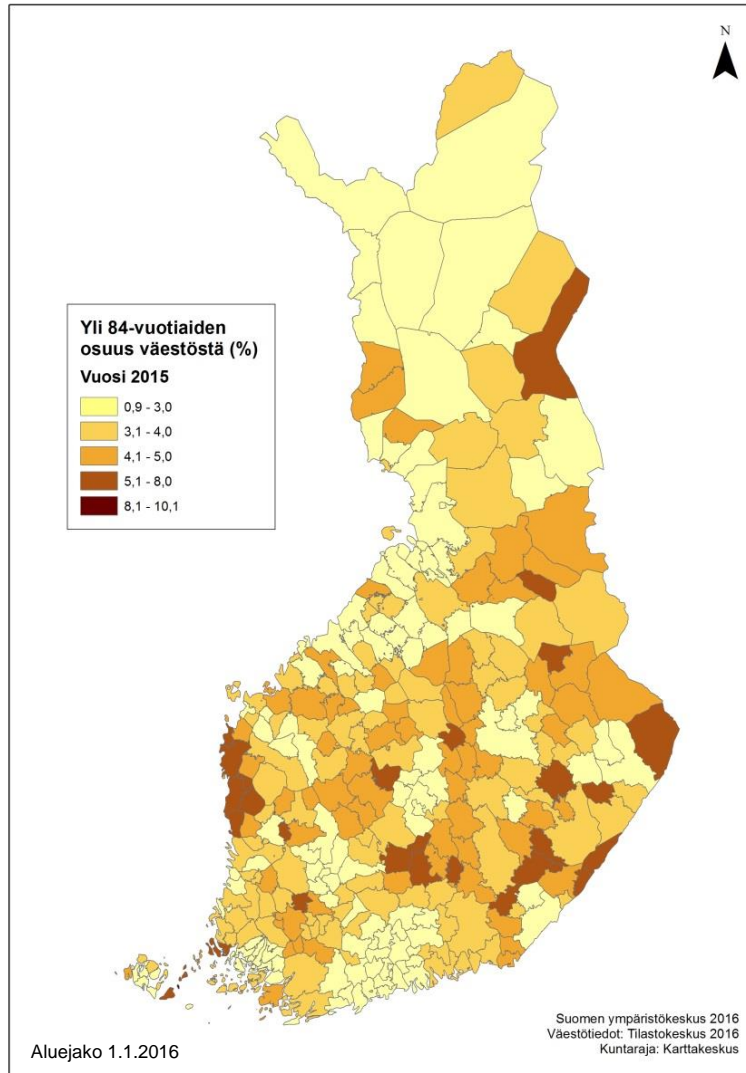 N
Yli 84-vuotiaiden
osuus väestöstä (%)
Vuosi 2015
0,9 - 3,0
3,1 - 4,0
4,1 - 5,0
5,1 - 8,0
8,1 - 10,1
Suomen ympäristökeskus 2016
Väestötiedot: Tilastokeskus 2016
Kuntaraja: Karttakeskus
Aluejako 1.1.2016